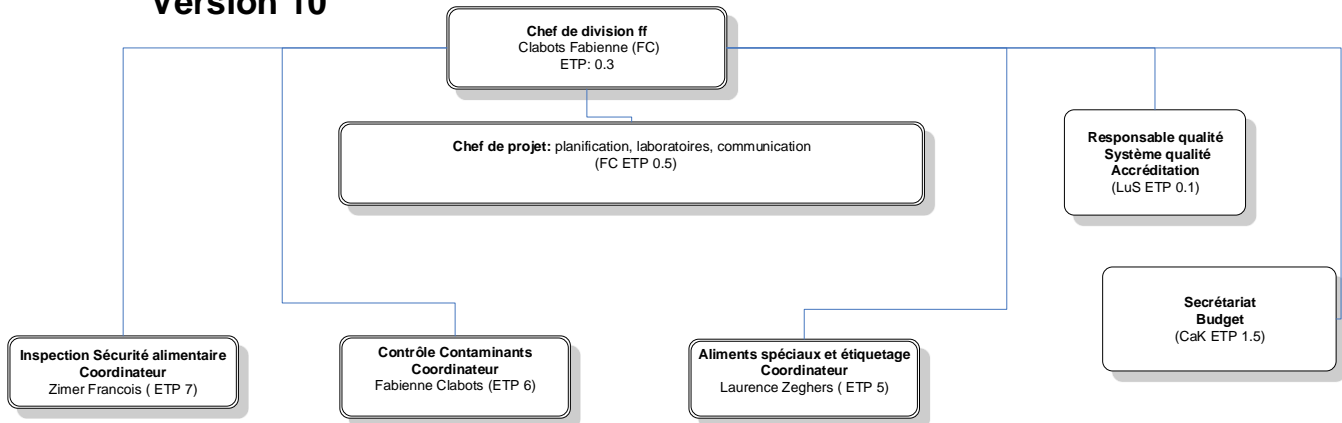 Version 10
Chef de division ff
Clabots Fabienne (FC)
ETP: 0.3
Chef de projet: planification, laboratoires, communication
(FC ETP 0.5)
Responsable qualité
Système qualité
Accréditation
(LuS ETP 0.1)
Secrétariat
Budget
(CaK ETP 1.5)
Inspection Sécurité alimentaire
Coordinateur
Zimer Francois ( ETP 7)
Contrôle Contaminants
Coordinateur
Fabienne Clabots (ETP 6)
Aliments spéciaux et étiquetage
Coordinateur
Laurence Zeghers ( ETP 5)